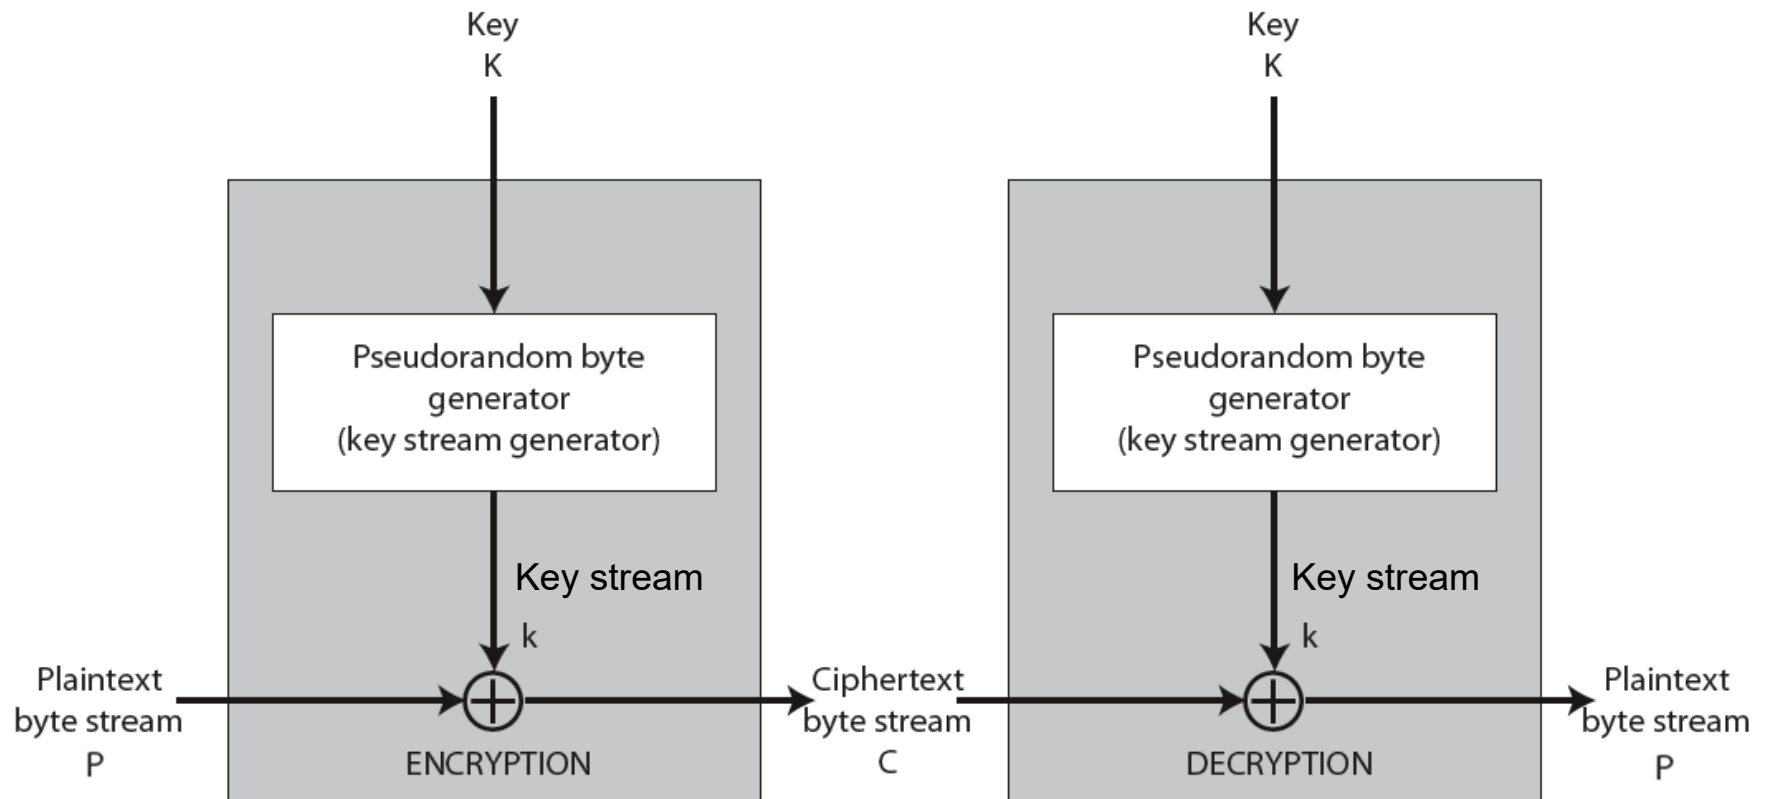 Key
K
Key
K
Pseudorandom byte
generator
(key stream generator)
Pseudorandom byte
generator
(key stream generator)
Key stream
k
Key stream
k
Plaintext
byte stream
P
ENCRYPTION
Ciphertext
byte stream
C
DECRYPTION
Plaintext
byte stream
P